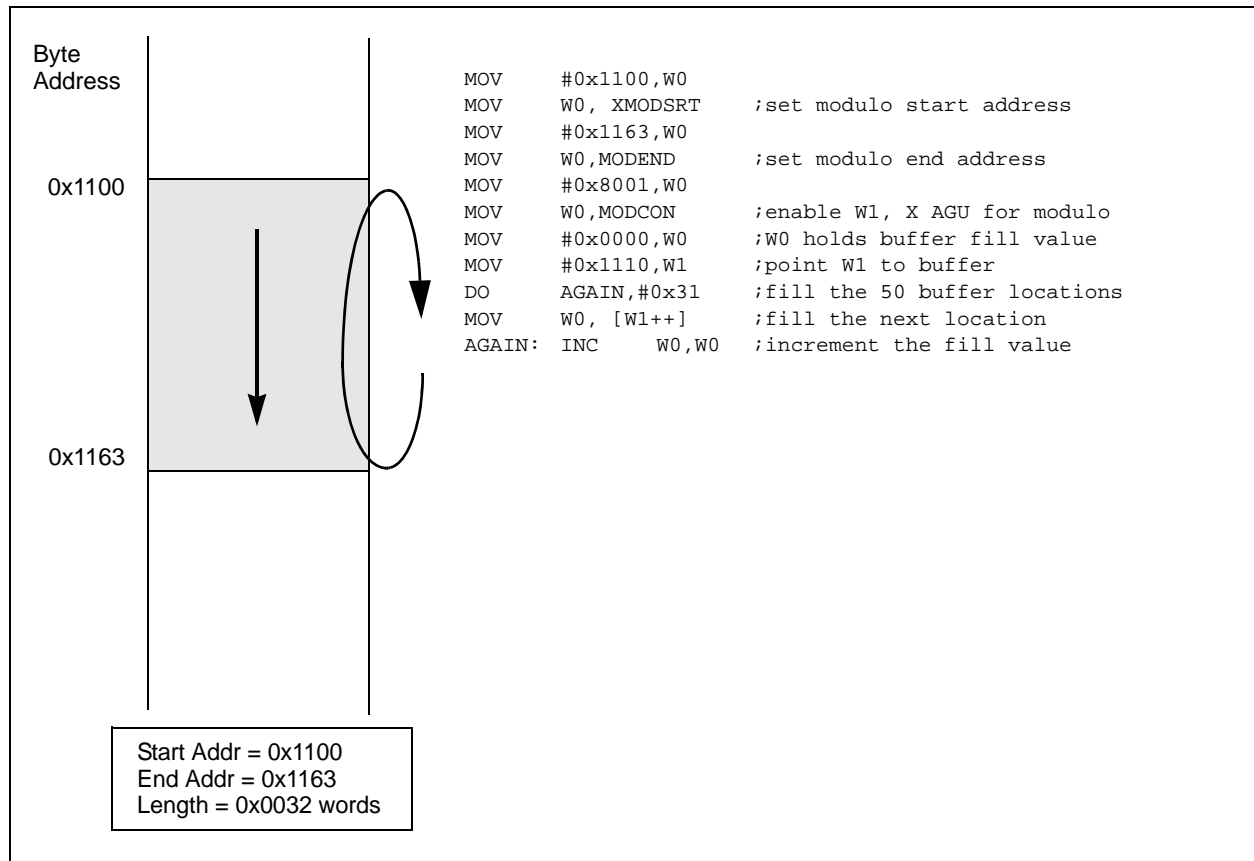 Byte
Address
0x1100
0x1163
MOV #0x1100,W0
MOV W0, XMODSRT ;set modulo start address
MOV #0x1163,W0
MOV W0,MODEND ;set modulo end address
MOV #0x8001,W0
MOV W0,MODCON ;enable W1, X AGU for modulo
MOV #0x0000,W0 ;W0 holds buffer fill value
MOV #0x1110,W1 ;point W1 to buffer
DO AGAIN,#0x31 ;fill the 50 buffer locations
MOV W0, [W1++] ;fill the next location
AGAIN: INC W0,W0 ;increment the fill value
Start Addr = 0x1100
End Addr = 0x1163
Length = 0x0032 words